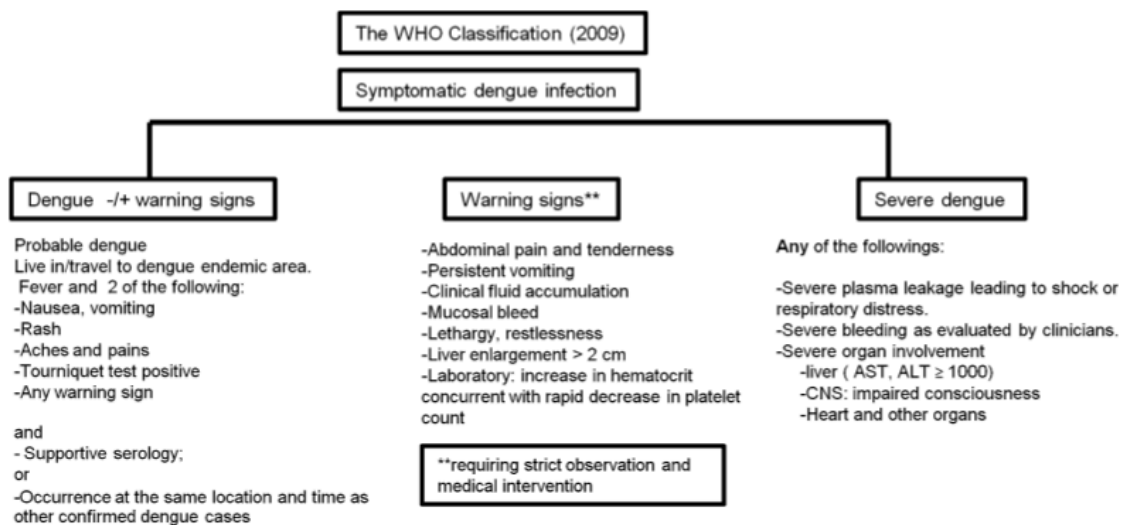 The WHO Classification (2009)
Symptomatic dengue infection
Dengue -/+ warning signs
Probable dengue
Live in/travel to dengue endemic area.
Fever and 2 of the following:
-Nausea, vomiting
-Rash
-Aches and pains
-Tourniquet test positive
-Any warning sign
and
- Supportive serology;
or
-Occurrence at the same location and time as
other confirmed dengue cases
Warning signs**
-Abdominal pain and tenderness
-Persistent vomiting
-Clinical fluid accumulation
-Mucosal bleed
-Lethargy, restlessness
-Liver enlargement > 2 cm
-Laboratory: increase in hematocrit
concurrent with rapid decrease in platelet
count
**requiring strict observation and
medical intervention
Severe dengue
Any of the followings:
-Severe plasma leakage leading to shock or
respiratory distress.
-Severe bleeding as evaluated by clinicians.
-Severe organ involvement
-liver ( AST, ALT ≥ 1000)
-CNS: impaired consciousness
-Heart and other organs